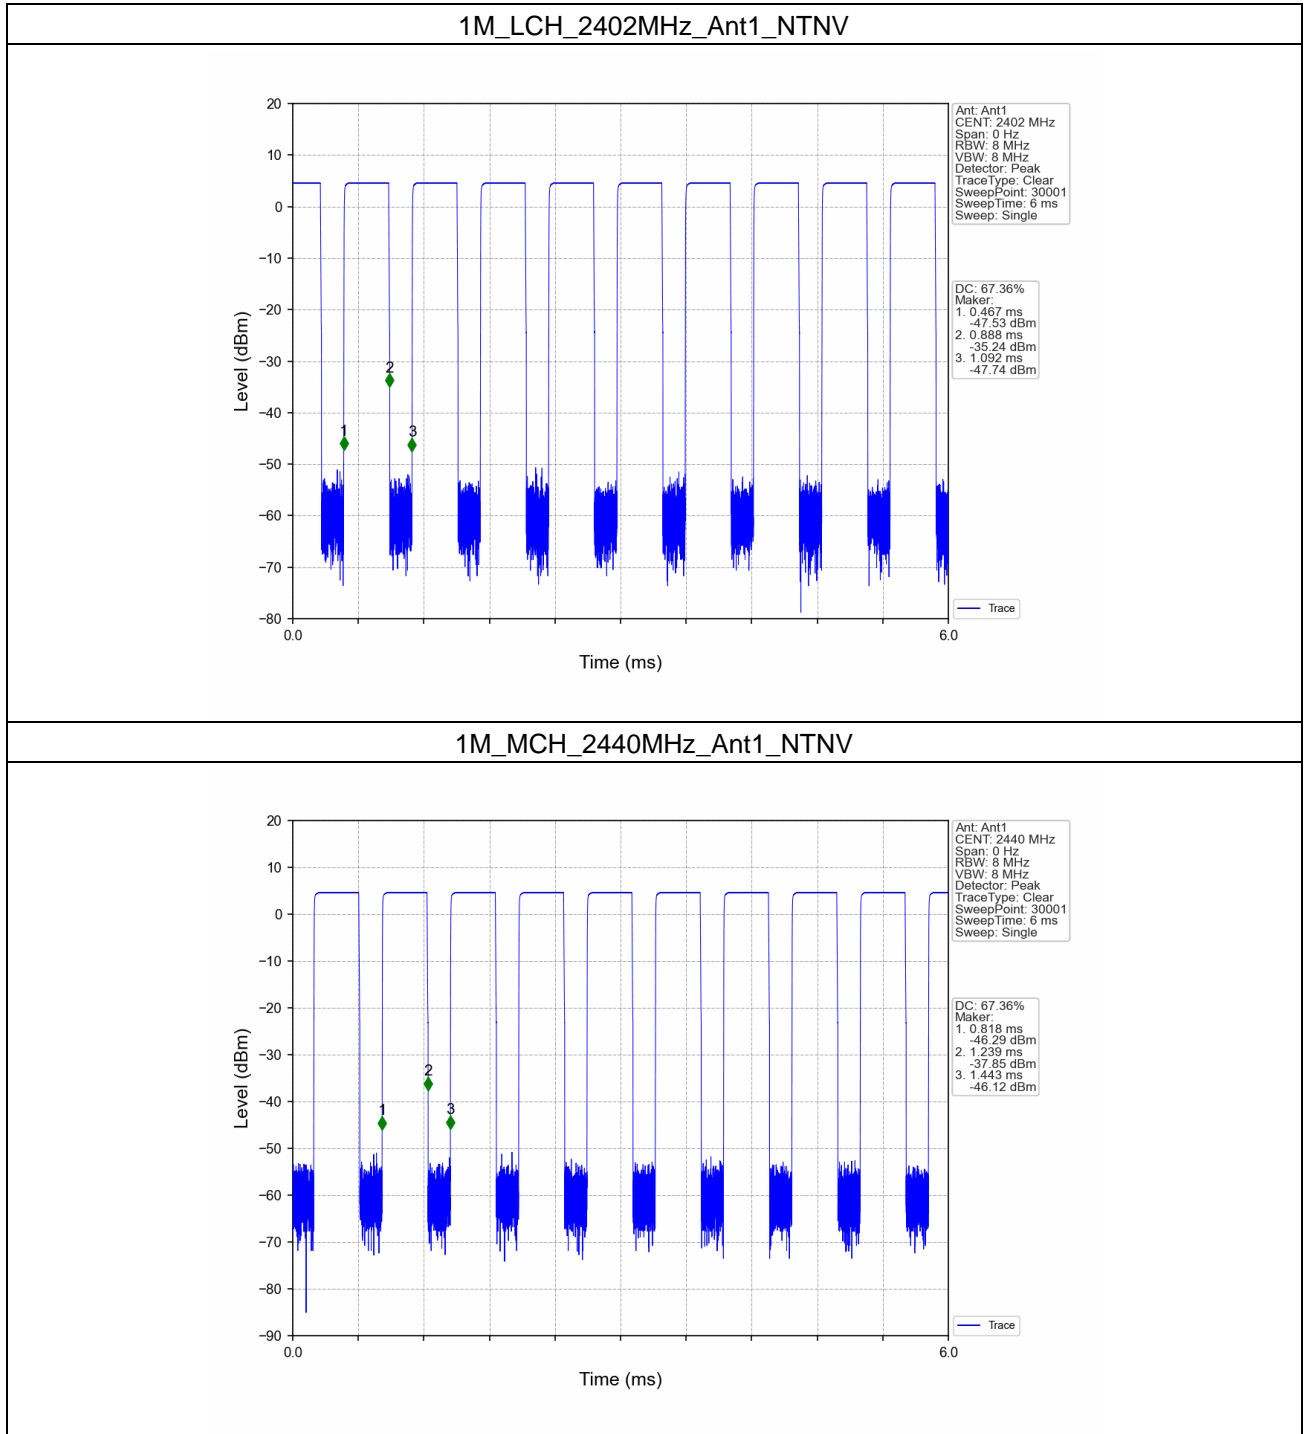 1M_LCH_2402MHz_Ant1_NTNV
20
10
0
−10
−20
−30
−40
−50
−60
−70
−80
Level (dBm)
1
2
3
0.0
6.0
Time (ms)
Ant: Ant1
CENT: 2402 MHz
Span: 0 Hz
RBW: 8 MHz
VBW: 8 MHz
Detector: Peak
TraceType: Clear
SweepPoint: 30001
SweepTime: 6 ms
Sweep: Single
DC: 67.36%
Maker:
1. 0.467 ms
-47.53 dBm
2. 0.888 ms
-35.24 dBm
3. 1.092 ms
-47.74 dBm
Trace
1M_MCH_2440MHz_Ant1_NTNV
20
10
0
−10
−20
−30
−40
−50
−60
−70
−80
−90
Level (dBm)
1
2
3
0.0
6.0
Time (ms)
Ant: Ant1
CENT: 2440 MHz
Span: 0 Hz
RBW: 8 MHz
VBW: 8 MHz
Detector: Peak
TraceType: Clear
SweepPoint: 30001
SweepTime: 6 ms
Sweep: Single
DC: 67.36%
Maker:
1. 0.818 ms
-46.29 dBm
2. 1.239 ms
-37.85 dBm
3. 1.443 ms
-46.12 dBm
Trace